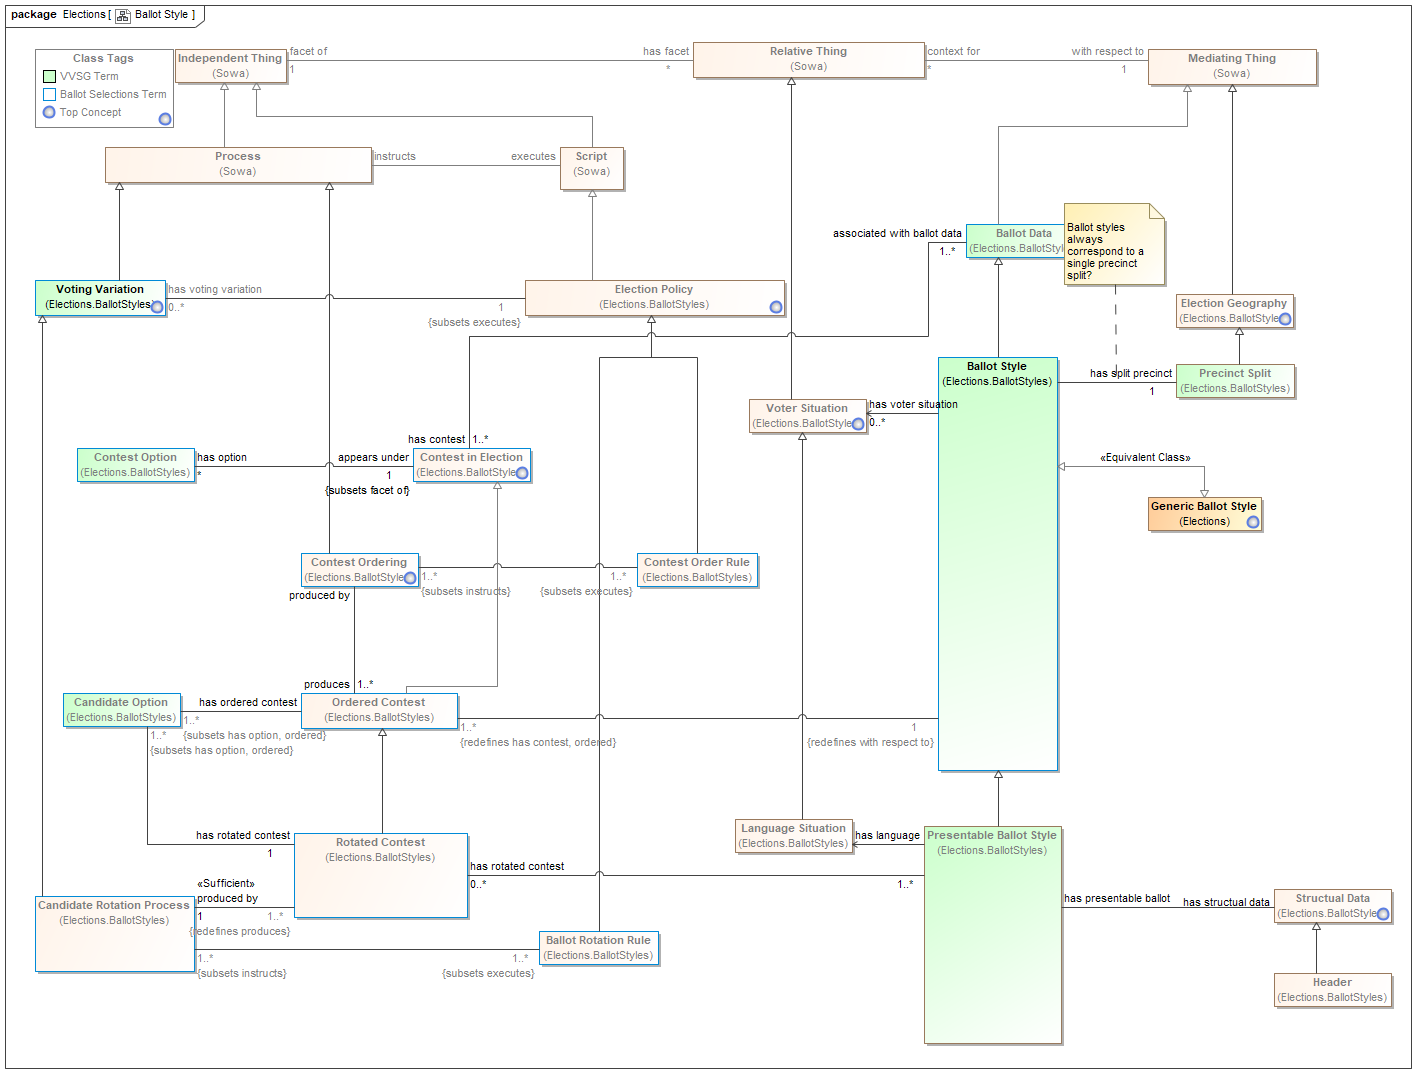 package Elections [ Ballot Style ]
Class Tags
VVSG Term
Ballot Selections Term
Top Concept
Independent Thing
(Sowa)
facet of
1
has facet
*
Relative Thing
(Sowa)
context for
*
with respect to
1
Mediating Thing
(Sowa)
Process
(Sowa)
instructs
executes
Script
(Sowa)
associated with ballot data
1..*
Ballot Data
(Elections.BallotStyl
Ballot styles
always
correspond to a
single precinct
split?
Voting Variation
(Elections.BallotStyles)
has voting variation
0..*
Election Policy
(Elections.BallotStyles)
1
{subsets executes}
Election Geography
(Elections.BallotStyle
Ballot Style
(Elections.BallotStyles)
has split precinct
1
Precinct Split
(Elections.BallotStyles)
Voter Situation
(Elections.BallotStyle
has voter situation
0..*
has contest
1..*
Contest Option
(Elections.BallotStyles)
has option
*
appears under
1
{subsets facet of}
Contest in Election
(Elections.BallotStyle
«Equivalent Class»
Generic Ballot Style
(Elections)
Contest Ordering
(Elections.BallotStyle
1..*
{subsets instructs}
1..*
{subsets executes}
Contest Order Rule
(Elections.BallotStyles)
produced by
produces
1..*
Candidate Option
(Elections.BallotStyles)
has ordered contest
1..*
{subsets has option, ordered}
1..*
{subsets has option, ordered}
Ordered Contest
(Elections.BallotStyles)
1..*
{redefines has contest, ordered}
1
{redefines with respect to}
has rotated contest
1
Rotated Contest
(Elections.BallotStyles)
has rotated contest
0..*
1..*
Language Situation
(Elections.BallotStyles)
has language
Presentable Ballot Style
(Elections.BallotStyles)
Candidate Rotation Process
(Elections.BallotStyles)
«Sufficient»
produced by
1
1..*
{redefines produces}
1..*
{subsets instructs}
1..*
{subsets executes}
Ballot Rotation Rule
(Elections.BallotStyles)
has presentable ballot
has structual data
Structual Data
(Elections.BallotStyle
Header
(Elections.BallotStyles)